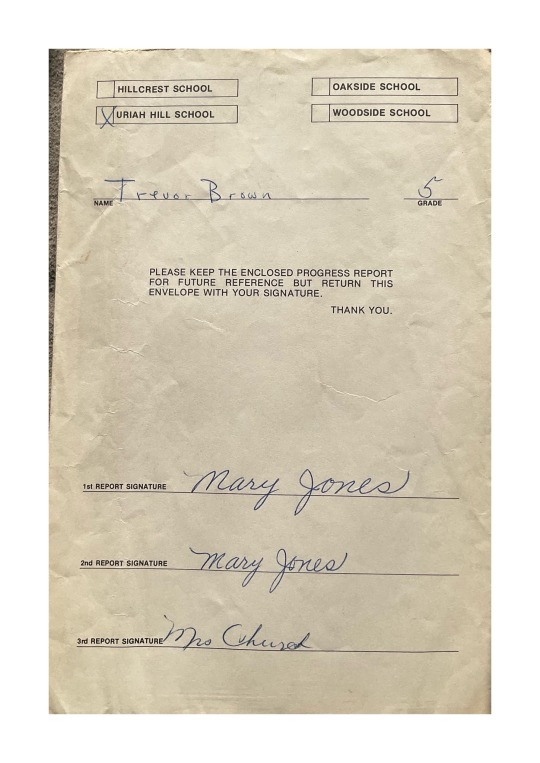 HILLCREST SCHOOL
OAKSIDE SCHOOL
X URIAH HILL SCHOOL
WOODSIDE SCHOOL
NAME Trevor Brown
5 GRADE
PLEASE KEEP THE ENCLOSED PROGRESS REPORT
FOR FUTURE REFERENCE BUT RETURN THIS
ENVELOPE WITH YOUR SIGNATURE.
THANK YOU.
1st REPORT SIGNATURE Mary Jones
2nd REPORT SIGNATURE Mary Jones
3rd REPORT SIGNATURE Mrs Church